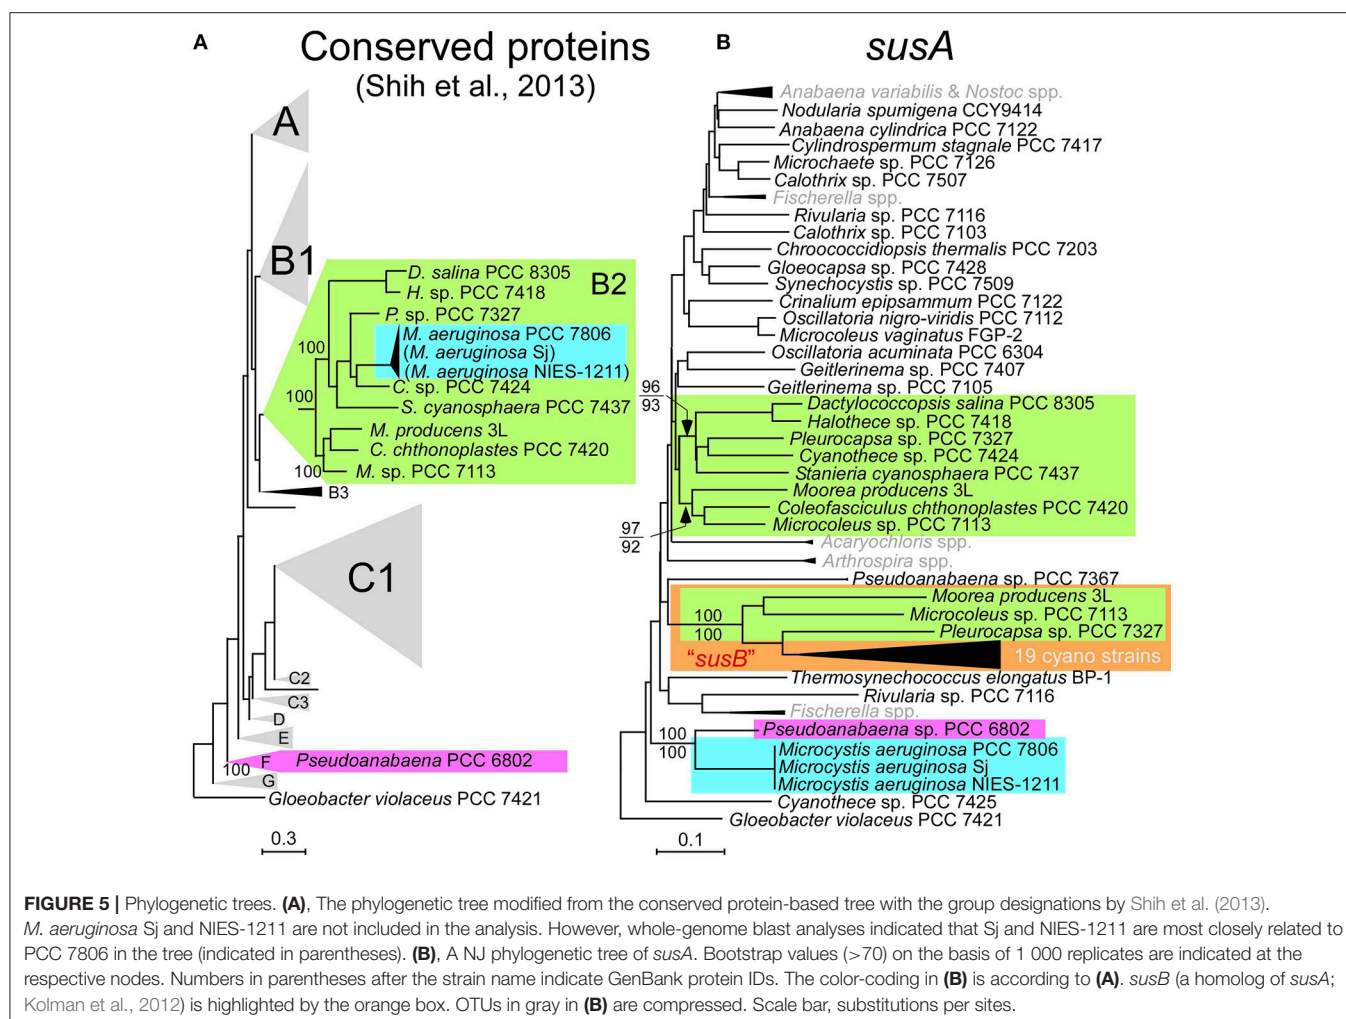 A
Conserved proteins
(Shih et al., 2013)
A
B1
B2
D. salina PCC 8305
H. sp. PCC 7418
P. sp. PCC 7327
M. aeruginosa PCC 7806
(M. aeruginosa Sj)
(M. aeruginosa NIES-1211)
C. sp. PCC 7424
S. cyanosphaera PCC 7437
M. producens 3L
C. chthonoplastes PCC 7420
M. sp. PCC 7113
100
100
100
B3
C1
C2
C3
D
E
F
100
Pseudoanabaena PCC 6802
G
Gloeobacter violaceus PCC 7421
0.3
B
susA
Anabaena variabilis & Nostoc spp.
Nodularia spumigena CCY9414
Anabaena cylindrica PCC 7122
Cylindrospermum stagnale PCC 7417
Microchaete sp. PCC 7126
Calothrix sp. PCC 7507
Fischerella spp.
Rivularia sp. PCC 7116
Calothrix sp. PCC 7103
Chroococcidiopsis thermalis PCC 7203
Gloeocapsa sp. PCC 7428
Synechocystis sp. PCC 7509
Crinalium epipsammum PCC 7122
Oscillatoria nigro-viridis PCC 7112
Microcoleus vaginatus FGP-2
Oscillatoria acuminata PCC 6304
Geitlerinema sp. PCC 7407
Geitlerinema sp. PCC 7105
96
93
Dactylococcopsis salina PCC 8305
Halothece sp. PCC 7418
Pleurocapsa sp. PCC 7327
Cyanothece sp. PCC 7424
Stanieria cyanosphaera PCC 7437
Moorea producens 3L
Coleofasciculus chthonoplastes PCC 7420
Microcoleus sp. PCC 7113
97
92
Acaryochloris spp.
Arthrospira spp.
Pseudoanabaena sp. PCC 7367
Moorea producens 3L
Microcoleus sp. PCC 7113
Pleurocapsa sp. PCC 7327
100
100
"susB"
19 cyano strains
Thermosynechococcus elongatus BP-1
Rivularia sp. PCC 7116
Fischerella spp.
100
100
Pseudoanabaena sp. PCC 6802
Microcystis aeruginosa PCC 7806
Microcystis aeruginosa Sj
Microcystis aeruginosa NIES-1211
Cyanothece sp. PCC 7425
Gloeobacter violaceus PCC 7421
0.1
FIGURE 5 | Phylogenetic trees. (A), The phylogenetic tree modified from the conserved protein-based tree with the group designations by Shih et al. (2013).
M. aeruginosa Sj and NIES-1211 are not included in the analysis. However, whole-genome blast analyses indicated that Sj and NIES-1211 are most closely related to
PCC 7806 in the tree (indicated in parentheses). (B), A NJ phylogenetic tree of susA. Bootstrap values (>70) on the basis of 1 000 replicates are indicated at the
respective nodes. Numbers in parentheses after the strain name indicate GenBank protein IDs. The color-coding in (B) is according to (A). susB (a homolog of susA;
Kolman et al., 2012) is highlighted by the orange box. OTUs in gray in (B) are compressed. Scale bar, substitutions per sites.